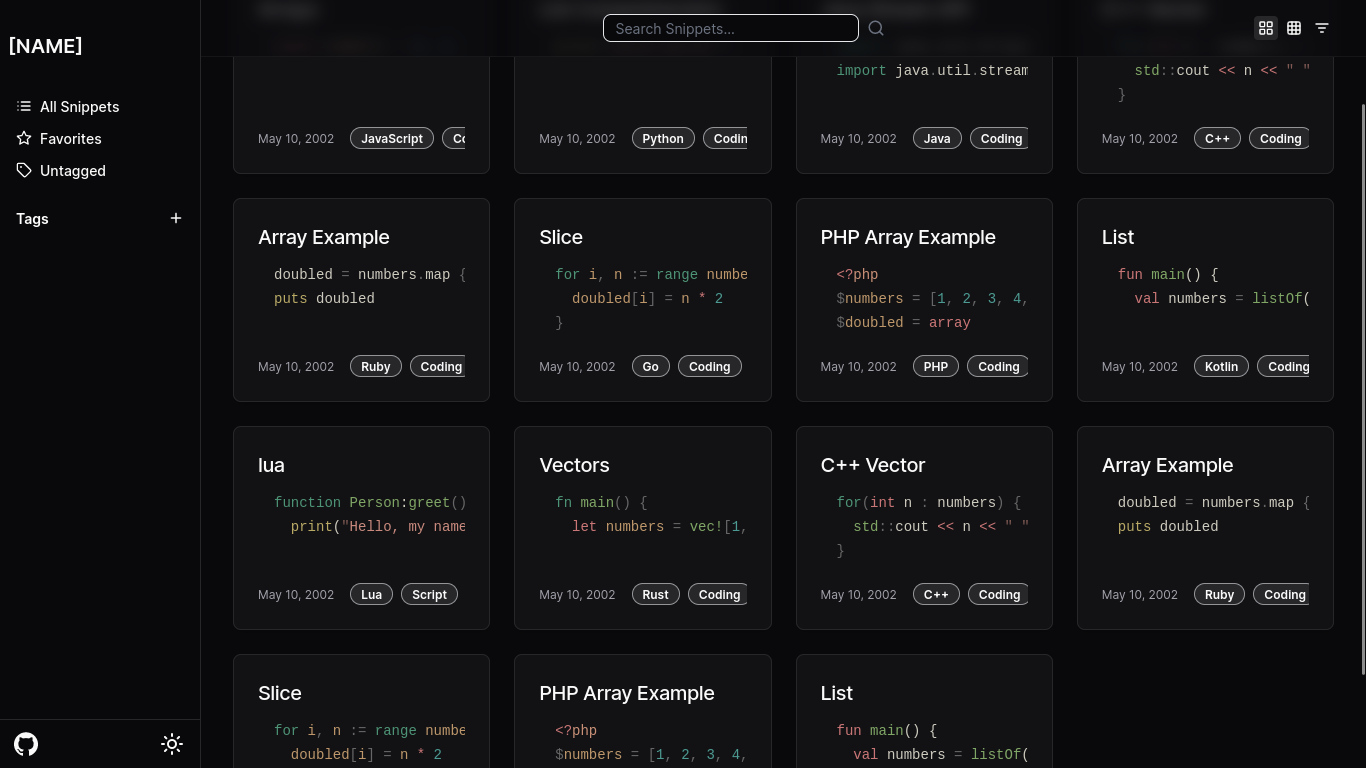 [NAME]
All Snippets
Favorites
Untagged
Tags
Search Snippets...
May 10, 2002 JavaScript
May 10, 2002 Python Codin
import java.util.stream
May 10, 2002 Java Coding
std::cout << n << " "
}
May 10, 2002 C++ Coding
Array Example
doubled = numbers.map {
puts doubled
May 10, 2002 Ruby Coding
Slice
for i, n := range numbe
doubled[i] = n * 2
}
May 10, 2002 Go Coding
PHP Array Example
<?php
$numbers = [1, 2, 3, 4,
$doubled = array
May 10, 2002 PHP Coding
List
fun main() {
val numbers = listOf(
May 10, 2002 Kotlin Coding
lua
function Person:greet()
print("Hello, my name
May 10, 2002 Lua Script
Vectors
fn main() {
let numbers = vec![1,
May 10, 2002 Rust Coding
C++ Vector
for(int n : numbers) {
std::cout << n << " "
}
May 10, 2002 C++ Coding
Array Example
doubled = numbers.map {
puts doubled
May 10, 2002 Ruby Coding
Slice
for i, n := range numbe
doubled[i] = n * 2
PHP Array Example
<?php
$numbers = [1, 2, 3, 4,
List
fun main() {
val numbers = listOf(